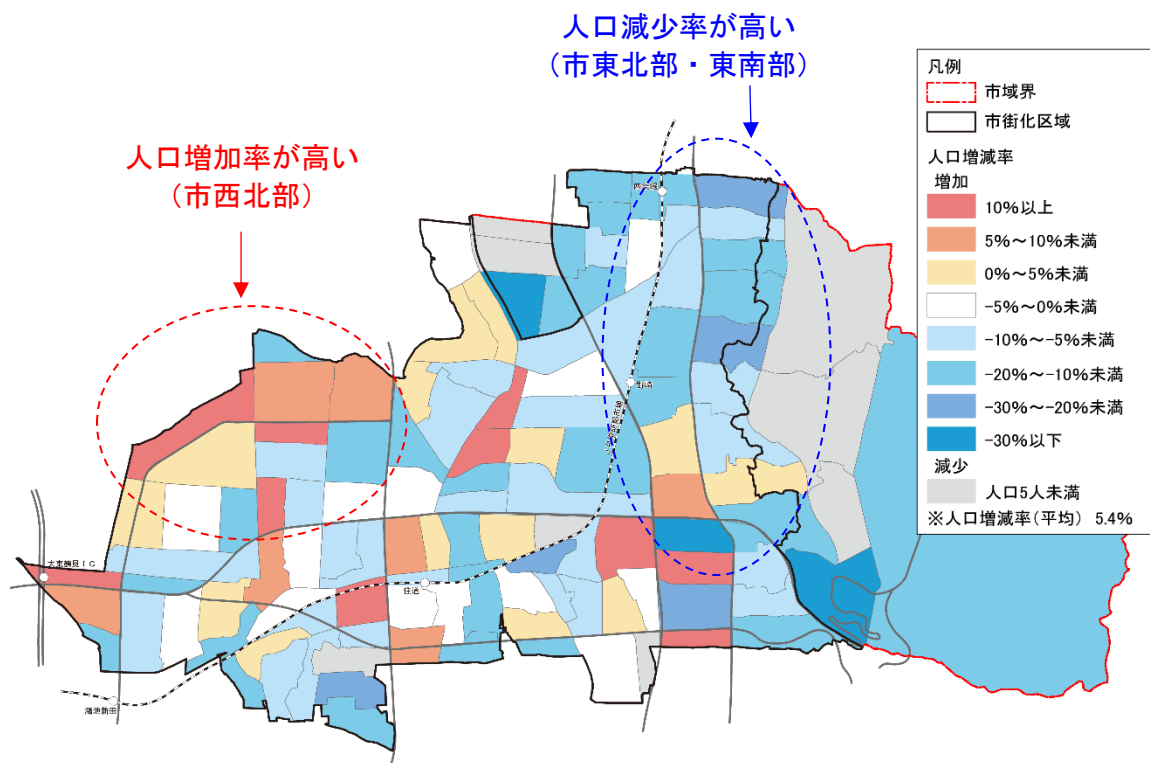 人口減少率が高い
（市東北部・東南部）
人口増加率が高い
（市西北部）
凡例
市域界
市街化区域
人口増減率
増加
10%以上
5%～10%未満
0%～5%未満
-5%～0%未満
-10%～-5%未満
-20%～-10%未満
-30%～-20%未満
-30%以下
減少
人口5人未満
※人口増減率(平均) 5.4%
野崎
大東鶴見ＩＣ
住道
鴻池新田